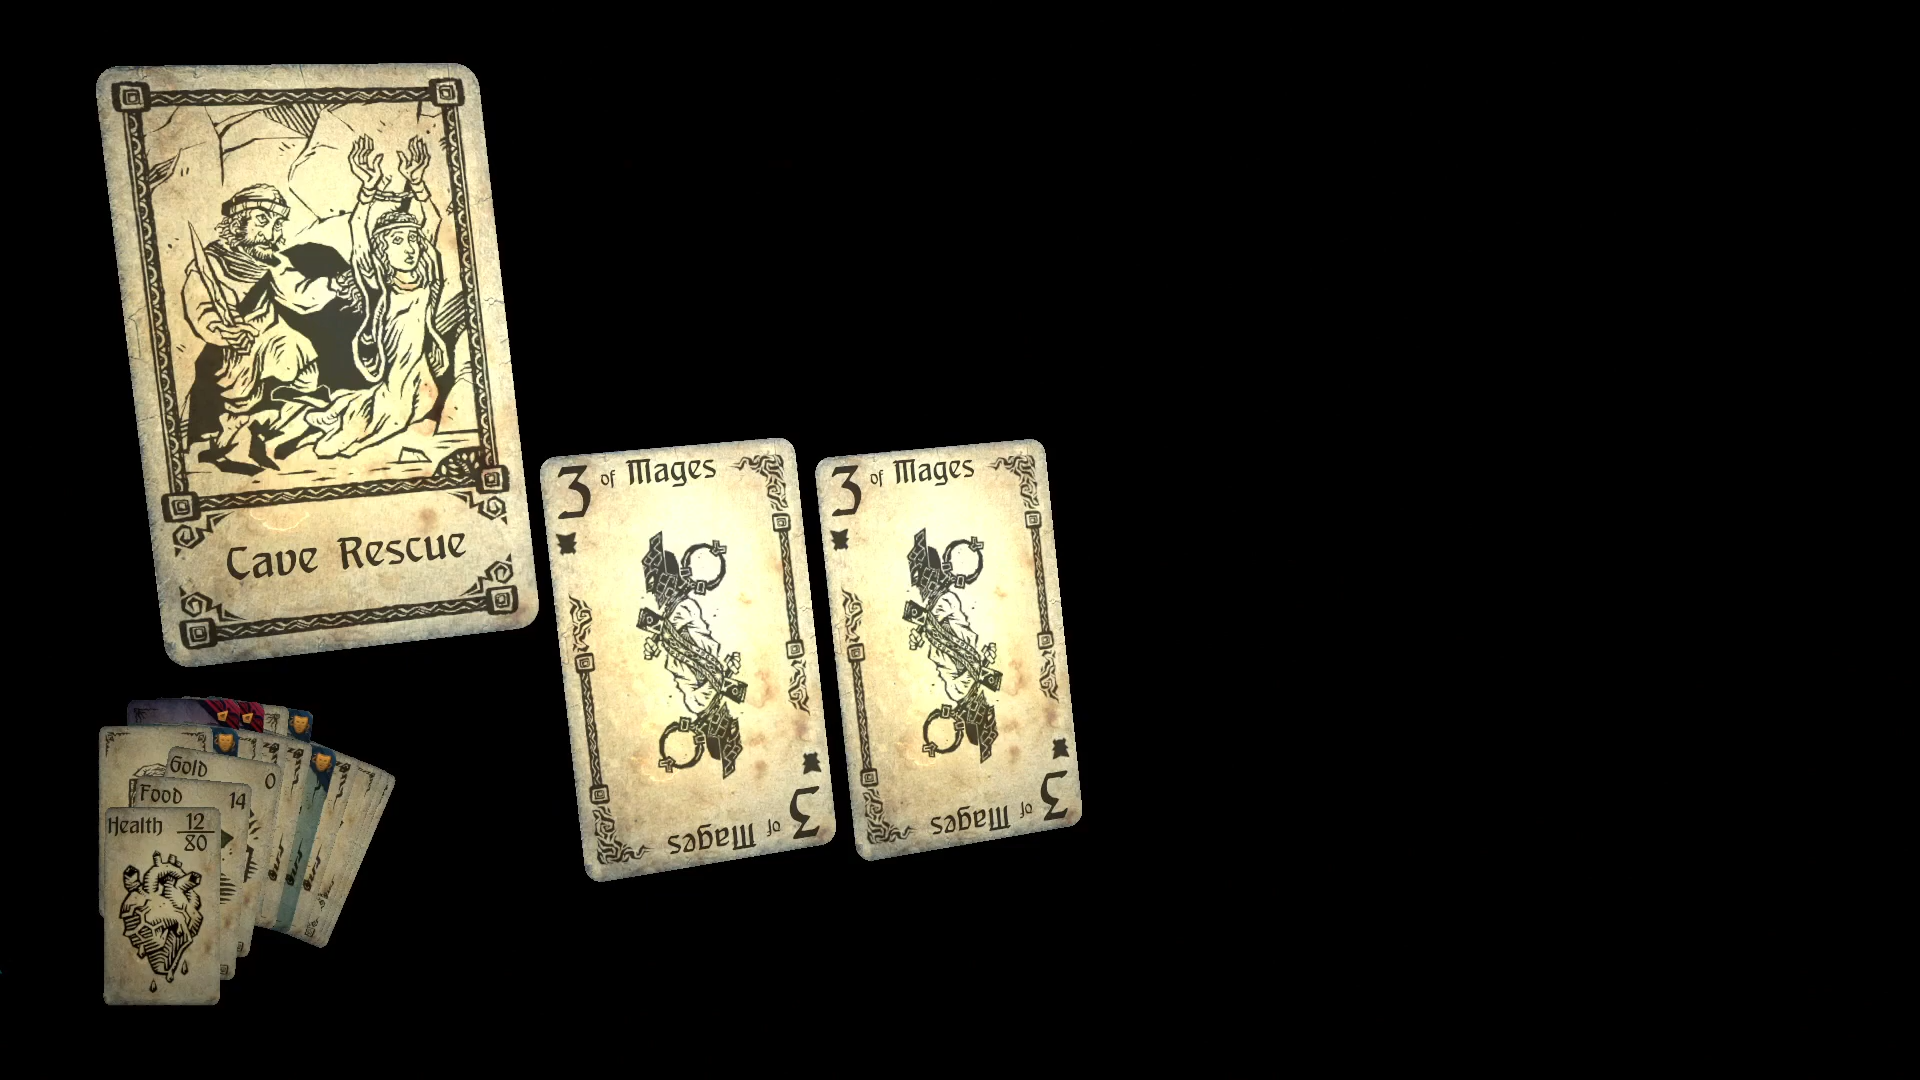 Cave Rescue
3 of Mages
3 of Mages
3 of Mages
3 of Mages
Gold 0
Food 14
Health 12
80